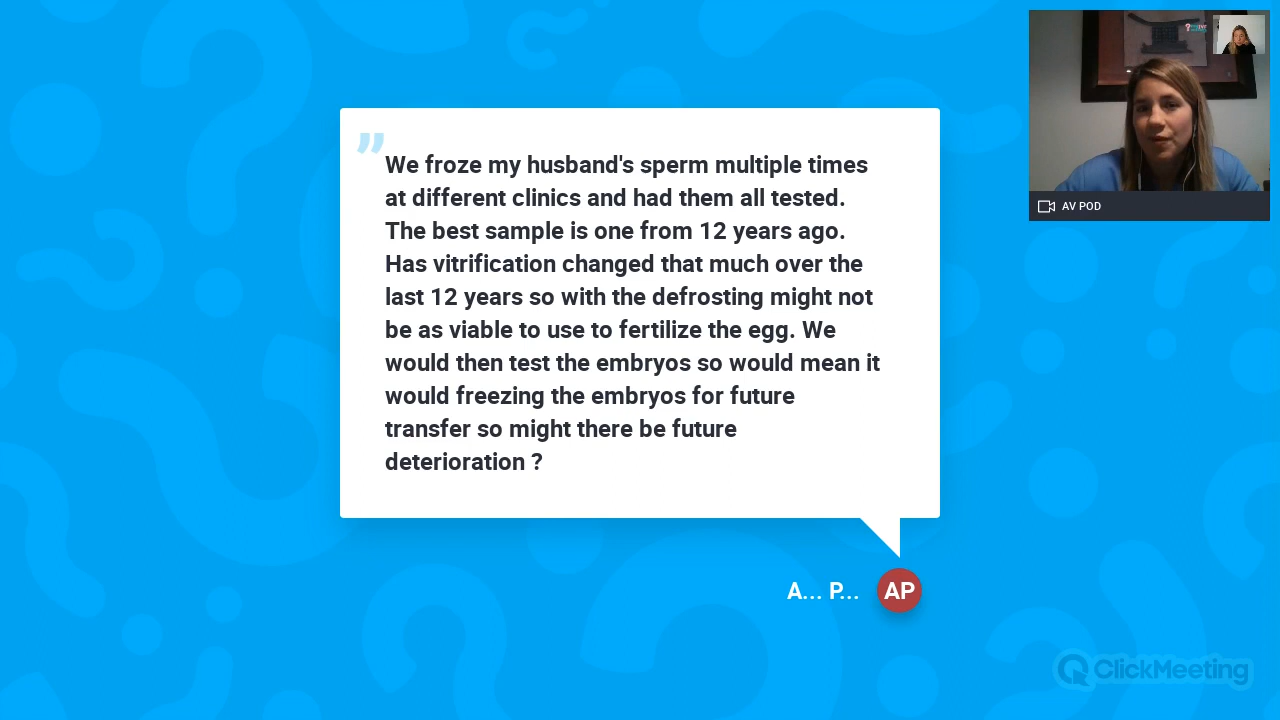 We froze my husband's sperm multiple times
at different clinics and had them all tested.
The best sample is one from 12 years ago.
Has vitrification changed that much over the
last 12 years so with the defrosting might not
be as viable to use to fertilize the egg. We
would then test the embryos so would mean it
would freezing the embryos for future
transfer so might there be future
deterioration ?
A... P... AP
AV POD
ClickMeeting